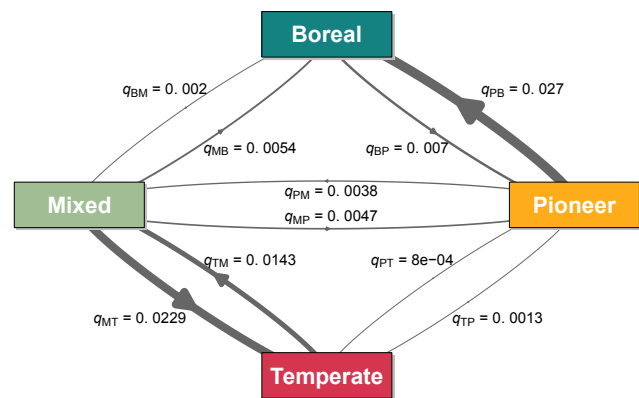 Boreal
qBM = 0. 002
qPB = 0. 027
qMB = 0. 0054
qBP = 0. 007
Mixed
qPM = 0. 0038
Pioneer
qMP = 0. 0047
qTM = 0. 0143
qPT = 8e−04
qMT = 0. 0229
qTP = 0. 0013
Temperate